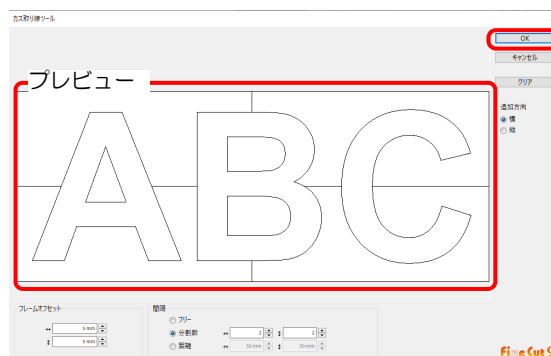 カス取り線ツール
OK
キャンセル
クリア
プレビュー
追加方向
横
縦
ABC
フレームオフセット
5 mm
5 mm
間隔
フリー
分割数
2
2
距離
50 mm
50 mm
Fine Cut